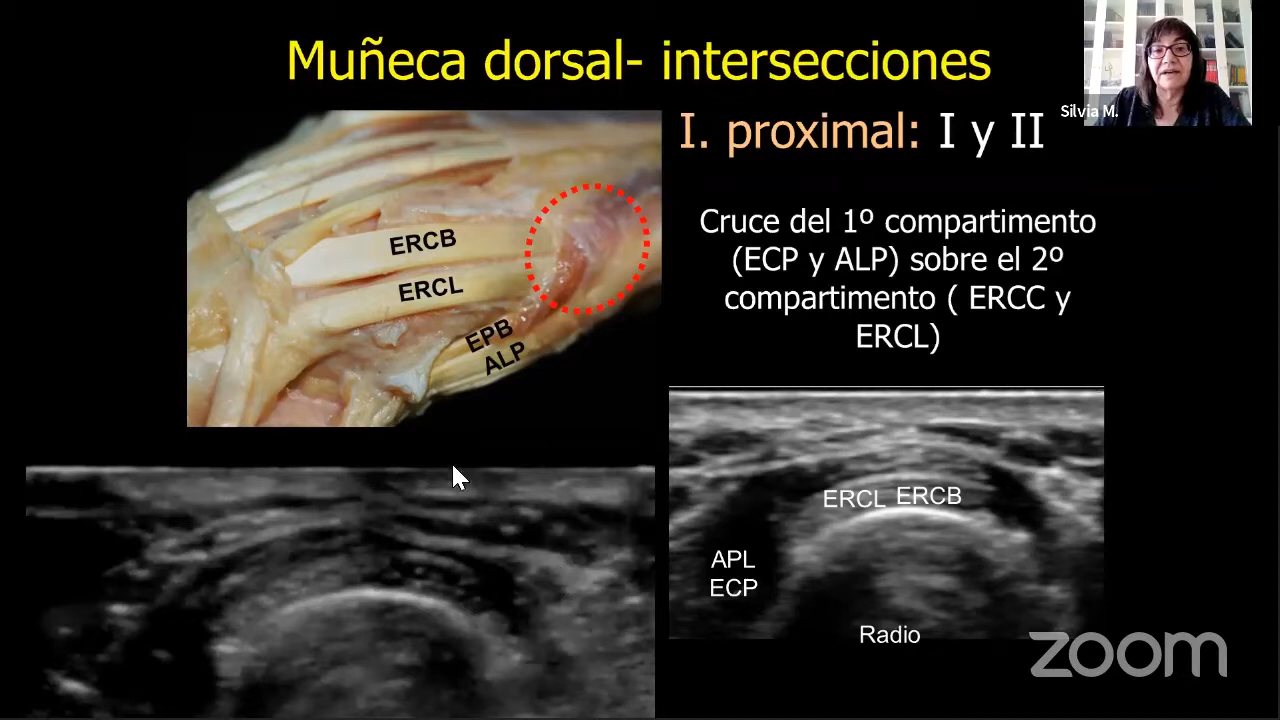 Muñeca dorsal- intersecciones
Silvia M.
I. proximal: I y II
Cruce del 1º compartimento
(ECP y ALP) sobre el 2º
compartimento ( ERCC y
ERCL)
ERCB
ERCL
EPB
ALP
ERCL ERCB
APL
ECP
Radio
zoom